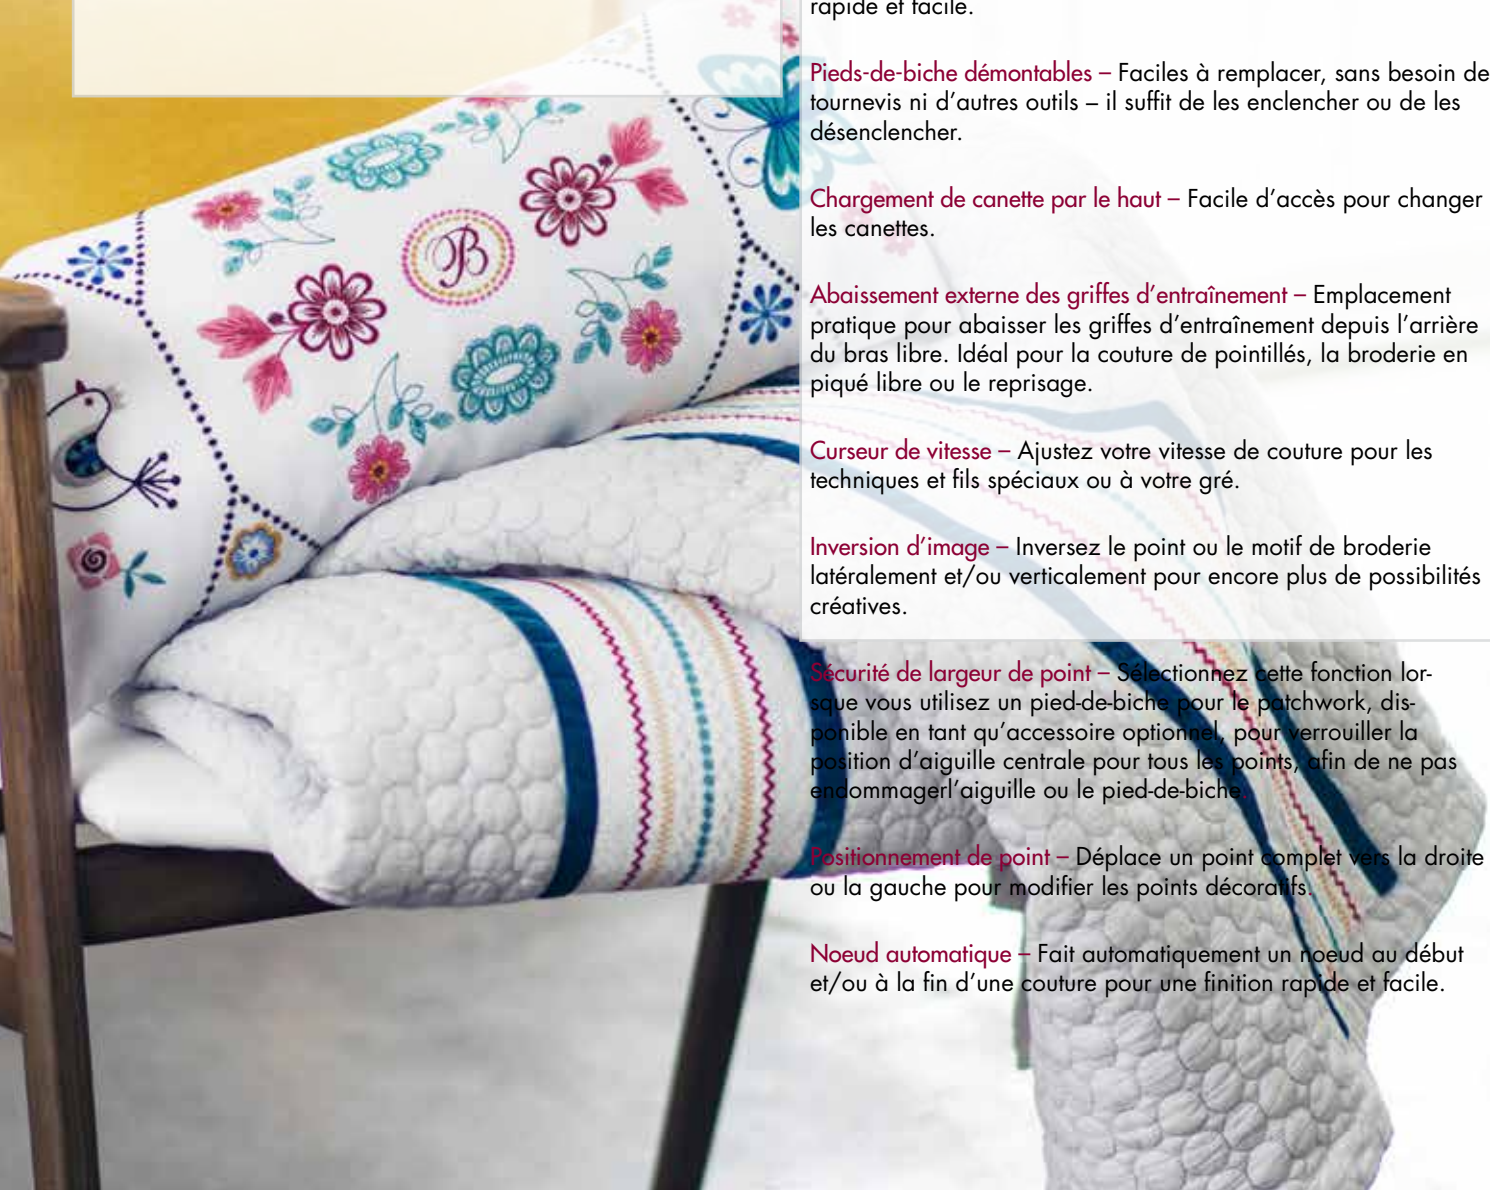 rapide et facile.
Pieds-de-biche démontables – Faciles à remplacer, sans besoin de
tournevis ni d'autres outils – il suffit de les enclencher ou de les
désenclencher.
Chargement de canette par le haut – Facile d'accès pour changer
les canettes.
Abaissement externe des griffes d'entraînement – Emplacement
pratique pour abaisser les griffes d'entraînement depuis l'arrière
du bras libre. Idéal pour la couture de pointillés, la broderie en
piqué libre ou le reprisage.
Curseur de vitesse – Ajustez votre vitesse de couture pour les
techniques et fils spéciaux ou à votre gré.
Inversion d'image – Inversez le point ou le motif de broderie
latéralement et/ou verticalement pour encore plus de possibilités
créatives.
Sécurité de largeur de point – Sélectionnez cette fonction lor-
sque vous utilisez un pied-de-biche pour le patchwork, dis-
ponible en tant qu'accessoire optionnel, pour verrouiller la
position d'aiguille centrale pour tous les points, afin de ne pas
endommagerl'aiguille ou le pied-de-biche.
Positionnement de point – Déplace un point complet vers la droite
ou la gauche pour modifier les points décoratifs.
Noeud automatique – Fait automatiquement un noeud au début
et/ou à la fin d'une couture pour une finition rapide et facile.
B